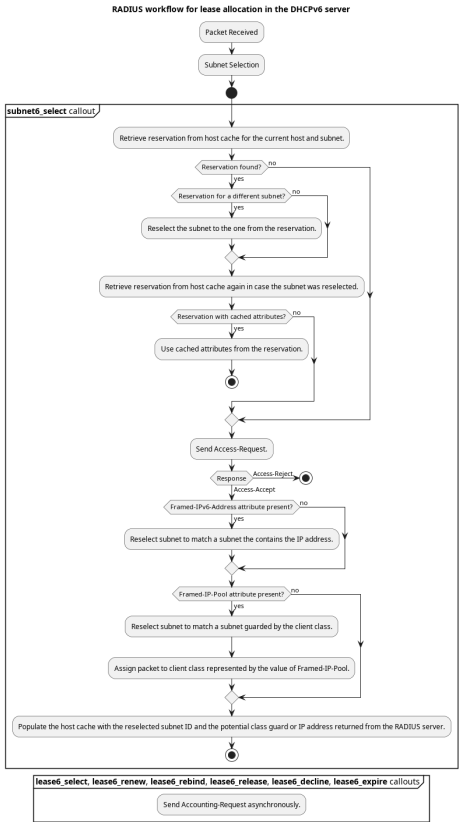 RADIUS workflow for lease allocation in the DHCPv6 server
Packet Received
Subnet Selection
subnet6_select callout
Retrieve reservation from host cache for the current host and subnet.
Reservation found?
no
yes
Reservation for a different subnet?
no
yes
Reselect the subnet to the one from the reservation.
Retrieve reservation from host cache again in case the subnet was reselected.
Reservation with cached attributes?
no
yes
Use cached attributes from the reservation.
Send Access-Request.
Response
Access-Reject
Access-Accept
Framed-IPv6-Address attribute present?
no
yes
Reselect subnet to match a subnet the contains the IP address.
Framed-IP-Pool attribute present?
no
yes
Reselect subnet to match a subnet guarded by the client class.
Assign packet to client class represented by the value of Framed-IP-Pool.
Populate the host cache with the reselected subnet ID and the potential class guard or IP address returned from the RADIUS server.
lease6_select, lease6_renew, lease6_rebind, lease6_release, lease6_decline, lease6_expire callouts
Send Accounting-Request asynchronously.